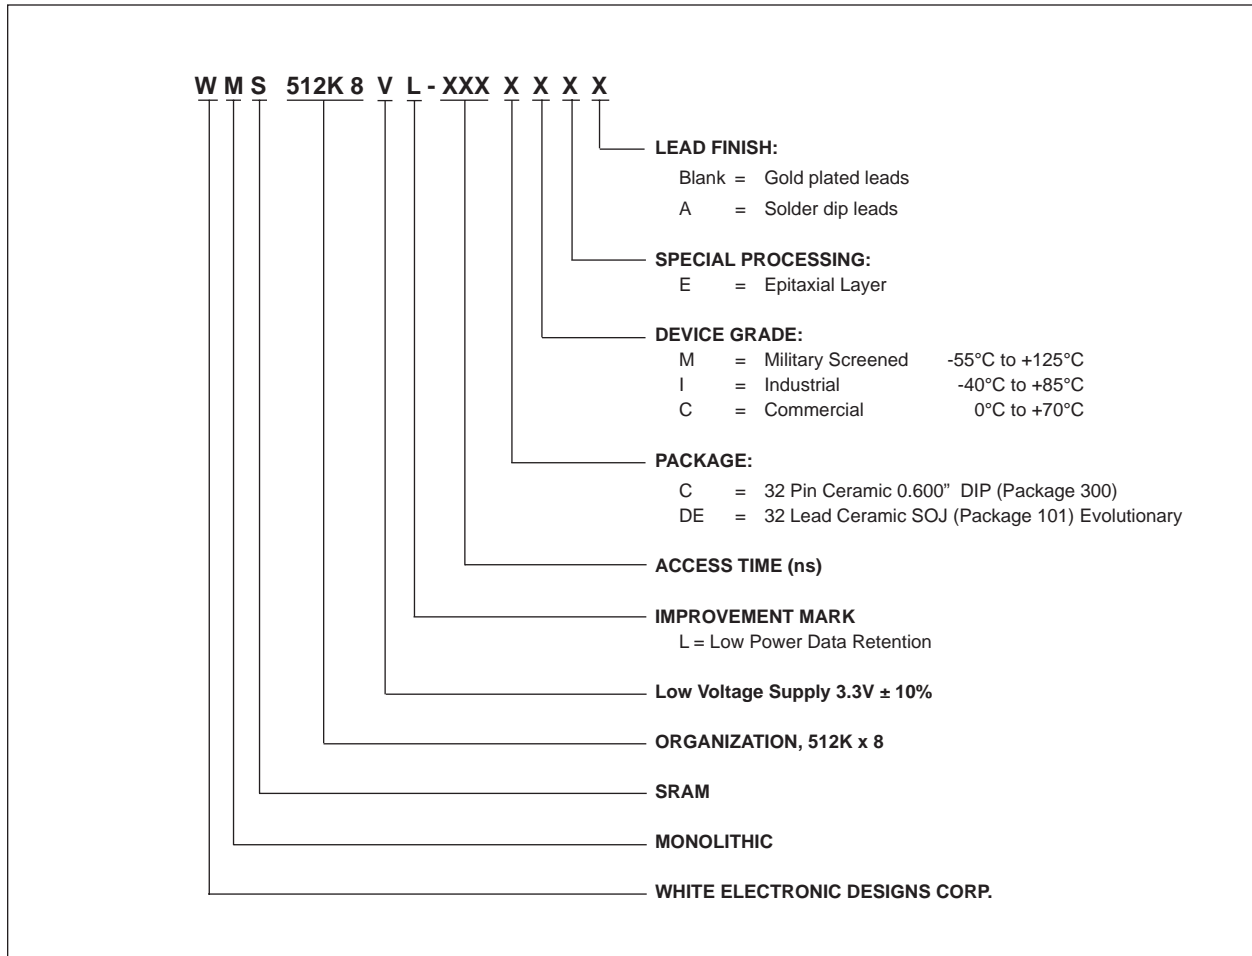 W M S 512K 8 V L - XXX X X X X
LEAD FINISH:
Blank = Gold plated leads
A = Solder dip leads
SPECIAL PROCESSING:
E = Epitaxial Layer
DEVICE GRADE:
M = Military Screened -55°C to +125°C
I = Industrial -40°C to +85°C
C = Commercial 0°C to +70°C
PACKAGE:
C = 32 Pin Ceramic 0.600” DIP (Package 300)
DE = 32 Lead Ceramic SOJ (Package 101) Evolutionary
ACCESS TIME (ns)
IMPROVEMENT MARK
L = Low Power Data Retention
Low Voltage Supply 3.3V ± 10%
ORGANIZATION, 512K x 8
SRAM
MONOLITHIC
WHITE ELECTRONIC DESIGNS CORP.